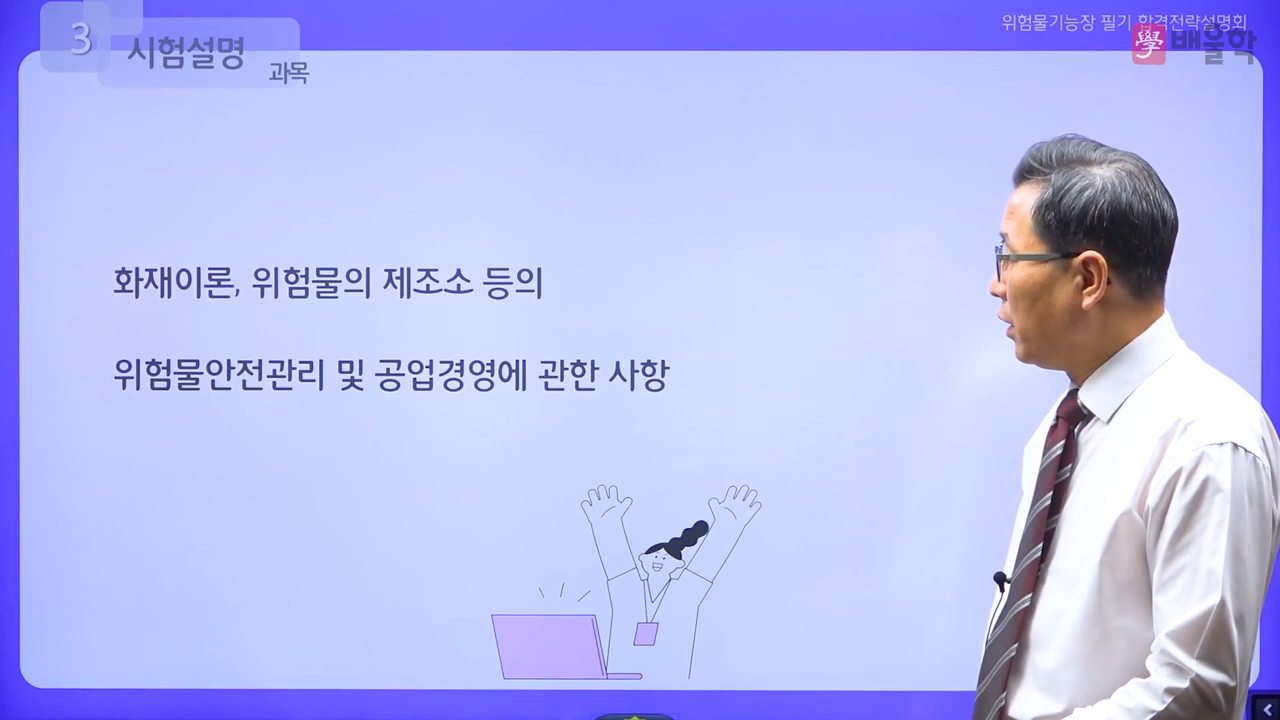 3
시험설명
과목
위험물기능장 필기 합격전략설명회
學 배울학
화재이론, 위험물의 제조소 등의
위험물안전관리 및 공업경영에 관한 사항